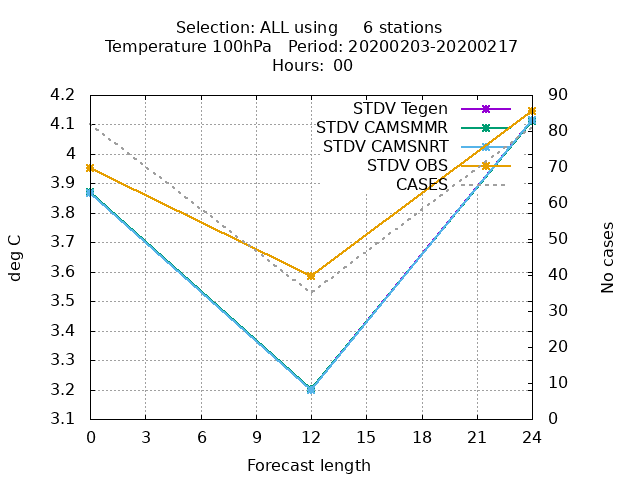 Selection: ALL using     6 stations
Temperature 100hPa   Period: 20200203-20200217
Hours:  00
4.2
4.1
4
3.9
3.8
3.7
3.6
3.5
3.4
3.3
3.2
3.1
deg C
STDV Tegen
STDV CAMSMMR
STDV CAMSNRT
STDV OBS
CASES
90
80
70
60
50
40
30
20
10
0
No cases
0 3 6 9 12 15 18 21 24
Forecast length